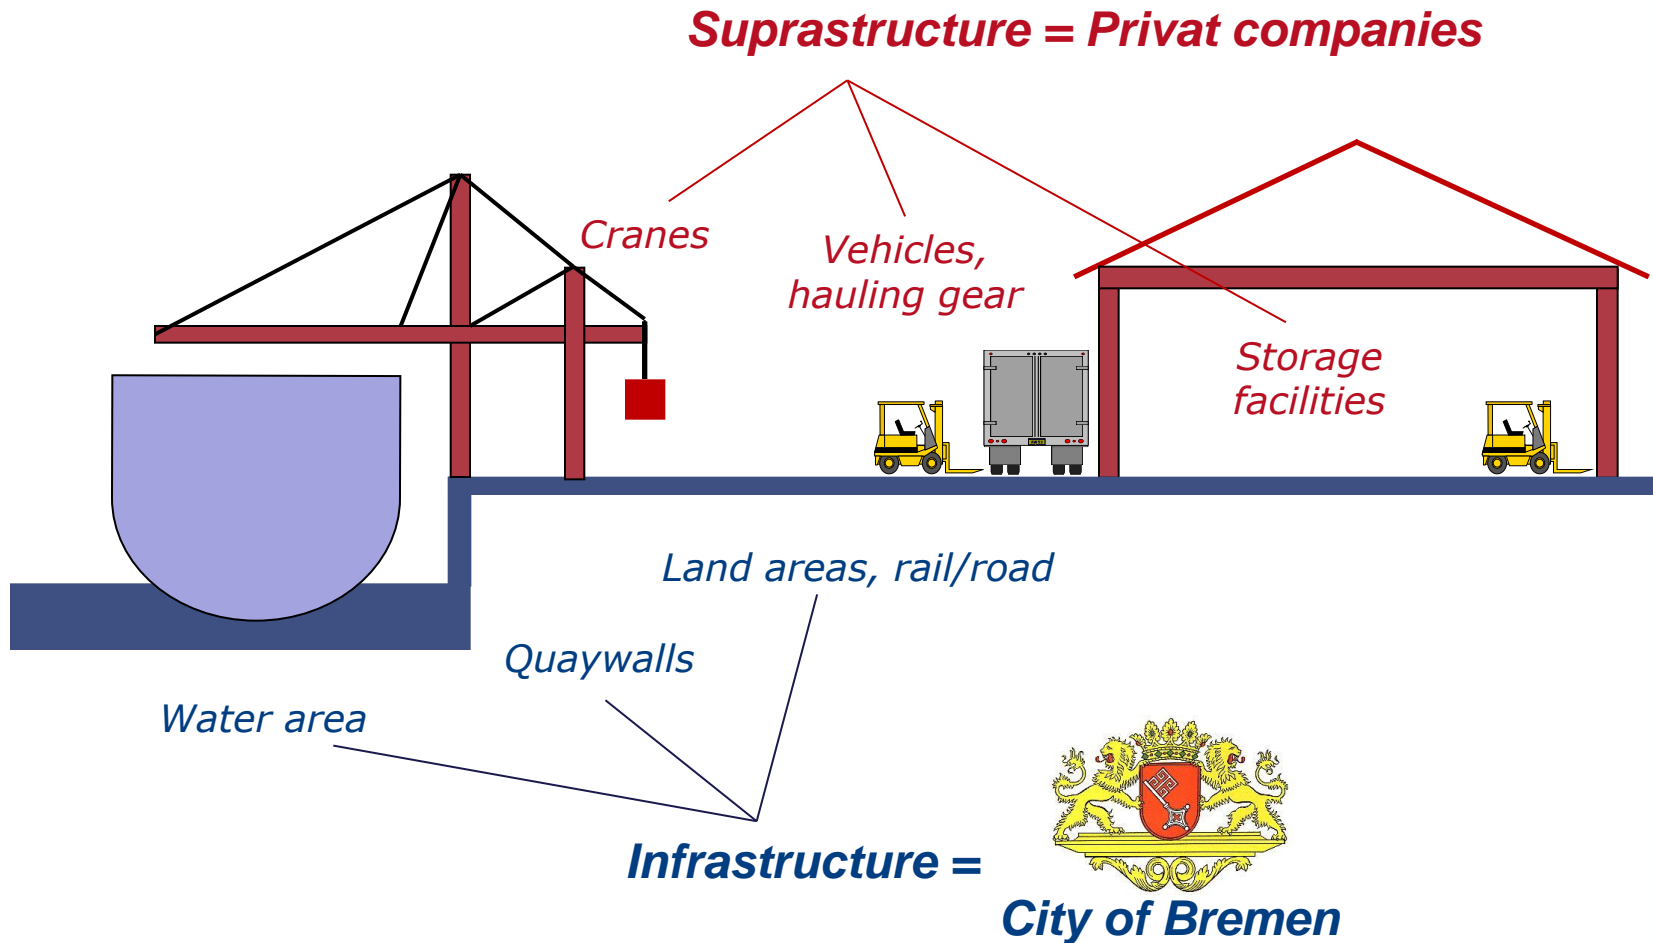 Suprastructure = Privat companies
Cranes
Vehicles,
hauling gear
Storage
facilities
Land areas, rail/road
Quaywalls
Water area
Infrastructure =
City of Bremen